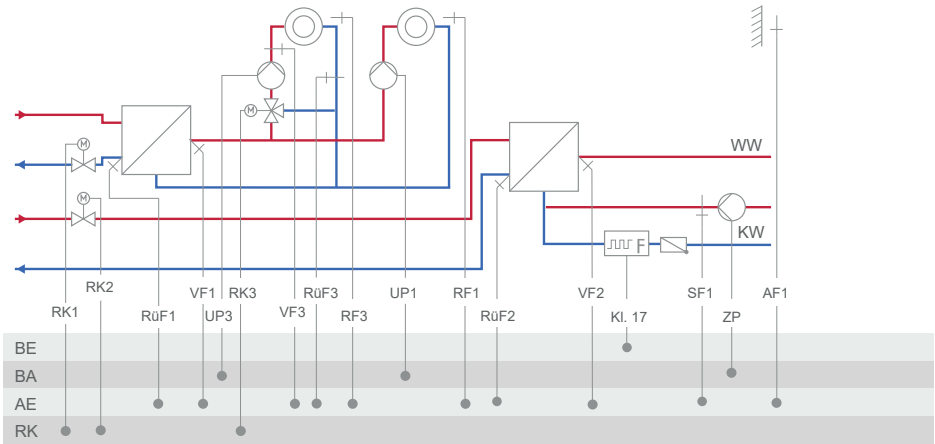 WW
M
M
M
F
KW
RK1
RK2
RüF1
VF1
UP3
RK3
VF3
RüF3
RF3
UP1
RF1
RüF2
VF2
Kl. 17
SF1
ZP
AF1
BE
BA
AE
RK